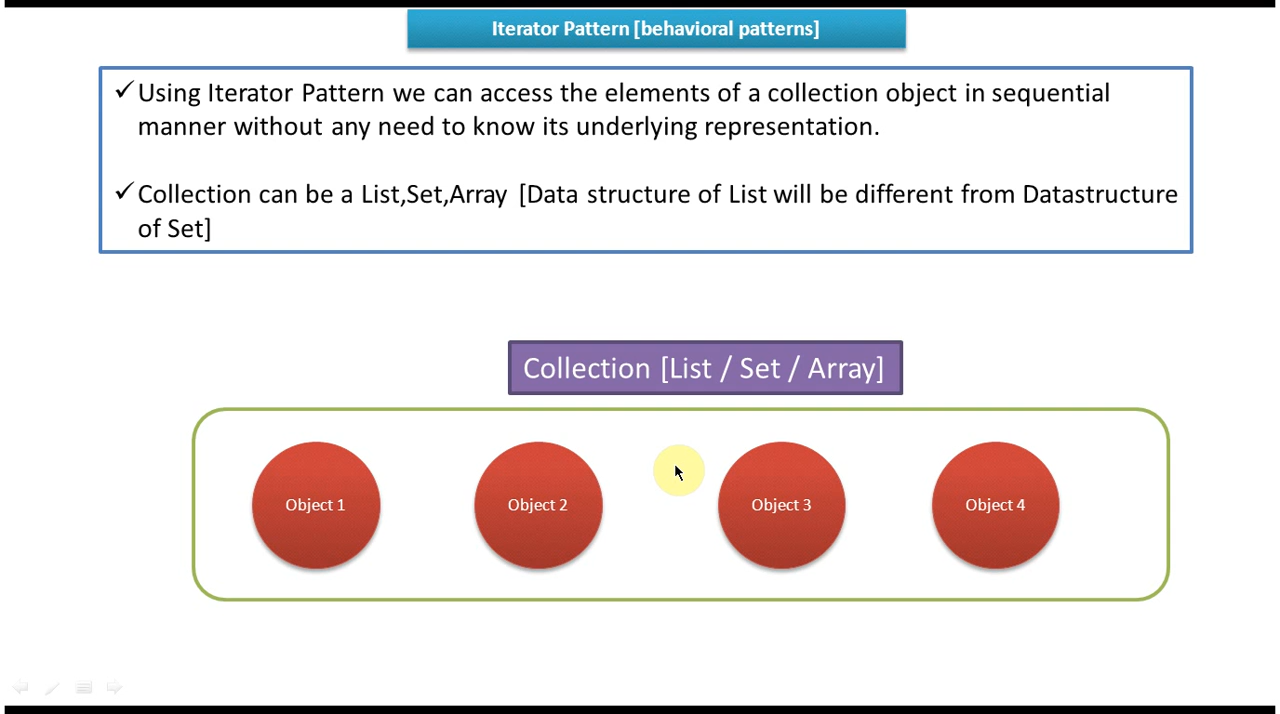 Iterator Pattern [behavioral patterns]
✓Using Iterator Pattern we can access the elements of a collection object in sequential
manner without any need to know its underlying representation.
✓Collection can be a List,Set,Array [Data structure of List will be different from Datastructure
of Set]
Collection [List / Set / Array]
Object 1
Object 2
Object 3
Object 4